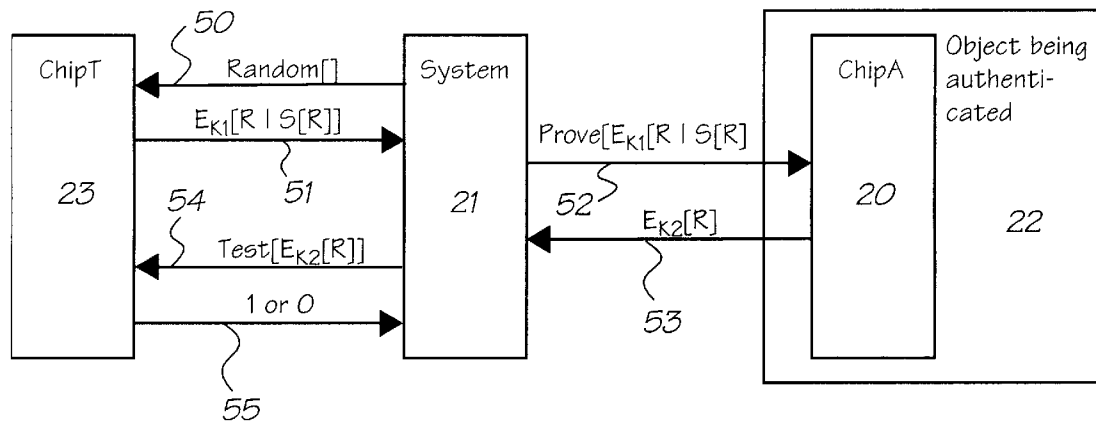 50
ChipT
Random[]
System
ChipA
Object being
authenti-
cated
E_K1[R | S[R]]
Prove[E_K1[R | S[R]
51
52
23
21
20
22
54
E_K2[R]
Test[E_K2[R]]
53
1 or 0
55